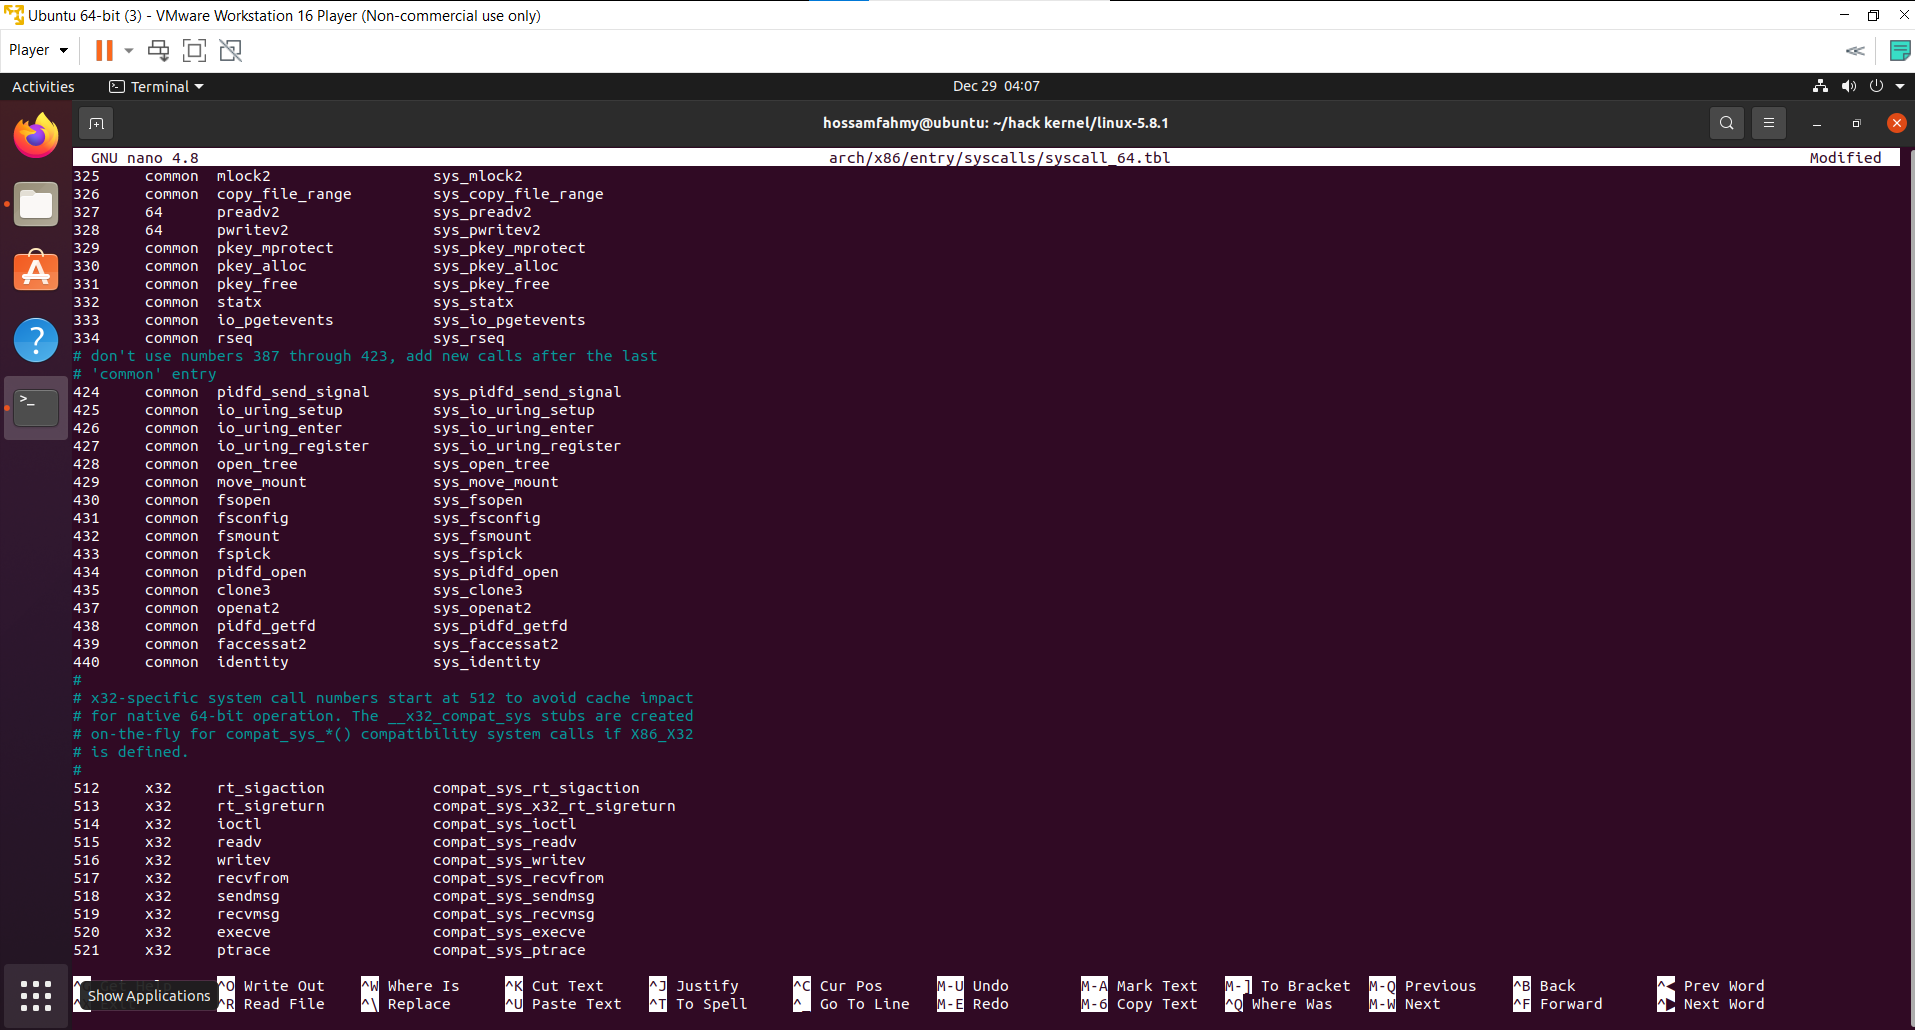 Ubuntu 64-bit (3) - VMware Workstation 16 Player (Non-commercial use only)
Player
Activities Terminal Dec 29 04:07
hossamfahmy@ubuntu: ~/hack kernel/linux-5.8.1
GNU nano 4.8 arch/x86/entry/syscalls/syscall_64.tbl Modified
325 common mlock2 sys_mlock2
326 common copy_file_range sys_copy_file_range
327 64 preadv2 sys_preadv2
328 64 pwritev2 sys_pwritev2
329 common pkey_mprotect sys_pkey_mprotect
330 common pkey_alloc sys_pkey_alloc
331 common pkey_free sys_pkey_free
332 common statx sys_statx
333 common io_pgetevents sys_io_pgetevents
334 common rseq sys_rseq
# don't use numbers 387 through 423, add new calls after the last
# 'common' entry
424 common pidfd_send_signal sys_pidfd_send_signal
425 common io_uring_setup sys_io_uring_setup
426 common io_uring_enter sys_io_uring_enter
427 common io_uring_register sys_io_uring_register
428 common open_tree sys_open_tree
429 common move_mount sys_move_mount
430 common fsopen sys_fsopen
431 common fsconfig sys_fsconfig
432 common fsmount sys_fsmount
433 common fspick sys_fspick
434 common pidfd_open sys_pidfd_open
435 common clone3 sys_clone3
437 common openat2 sys_openat2
438 common pidfd_getfd sys_pidfd_getfd
439 common faccessat2 sys_faccessat2
440 common identity sys_identity
#
# x32-specific system call numbers start at 512 to avoid cache impact
# for native 64-bit operation. The __x32_compat_sys stubs are created
# on-the-fly for compat_sys_*() compatibility system calls if X86_X32
# is defined.
#
512 x32 rt_sigaction compat_sys_rt_sigaction
513 x32 rt_sigreturn compat_sys_x32_rt_sigreturn
514 x32 ioctl compat_sys_ioctl
515 x32 readv compat_sys_readv
516 x32 writev compat_sys_writev
517 x32 recvfrom compat_sys_recvfrom
518 x32 sendmsg compat_sys_sendmsg
519 x32 recvmsg compat_sys_recvmsg
520 x32 execve compat_sys_execve
521 x32 ptrace compat_sys_ptrace
^O Write Out ^W Where Is ^K Cut Text ^J Justify ^C Cur Pos M-U Undo M-A Mark Text M-] To Bracket M-Q Previous ^B Back ^◀ Prev Word
Show Applications
^R Read File ^\ Replace ^U Paste Text ^T To Spell ^_ Go To Line M-E Redo M-6 Copy Text ^Q Where Was M-W Next ^F Forward ^▶ Next Word